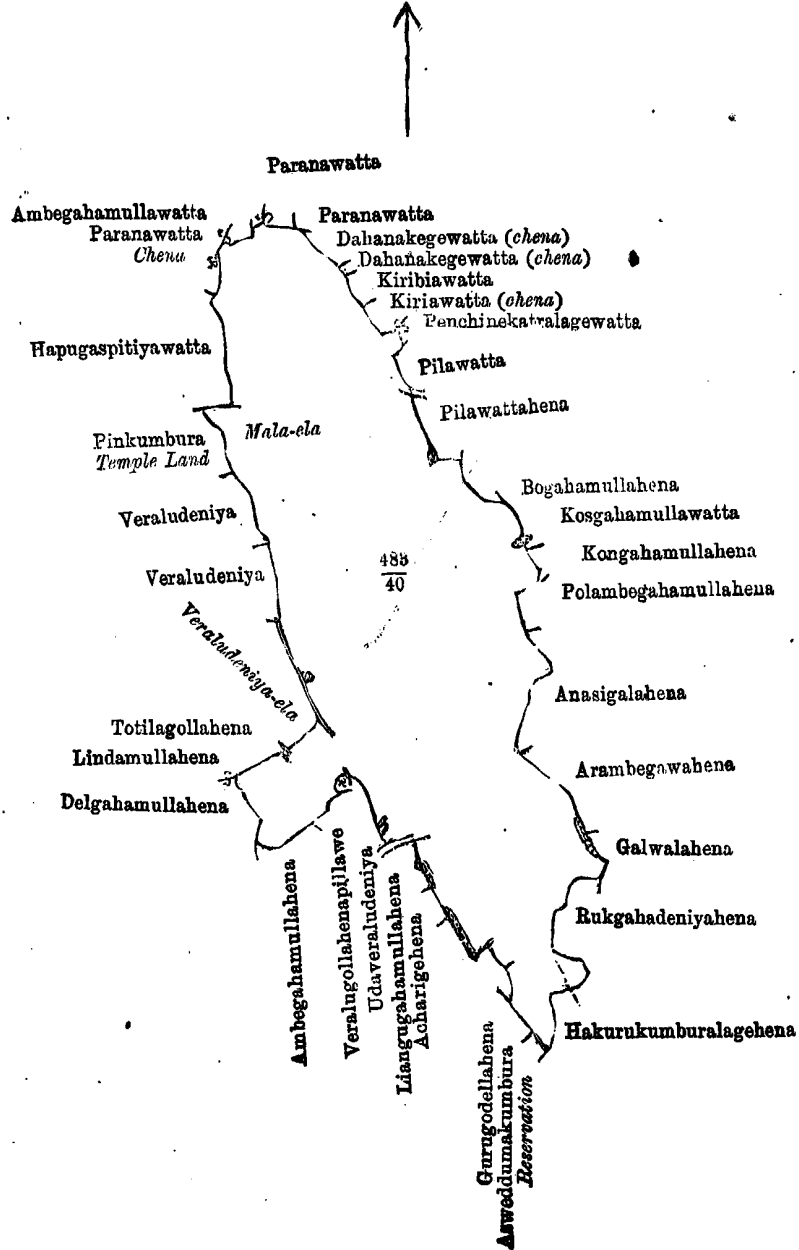 Paranawatta
Ambegahamullawatta
Paranawatta
Paranawatta
Chena
Dahanakegewatta (chena)
Dahanakegewatta (chena)
Kiribiawatta
Kiriawatta (chena)
Penchinekatralagewatta
Hapugaspitiyawatta
Pilawatta
Pilawattahena
Mala-ela
Pinkumbura
Temple Land
Bogahamullahena
Veraludeniya
Kosgahamullawatta
Kongahamullahena
483
40
Veraludeniya
Polambegahamullahena
Veraludeniya-ela
Anasigalahena
Totilagollahena
Lindamullahena
Arambegawahena
Delgahamullahena
Galwalahena
Ambegahamullahena
Veralugollahenapillawe
Udaveraludeniya
Liangugahamullahena
Acharigehena
Rukgahadeniyahena
Hakurukumburalagehena
Gurugodellahena
Asweddumakumbura
Reservation